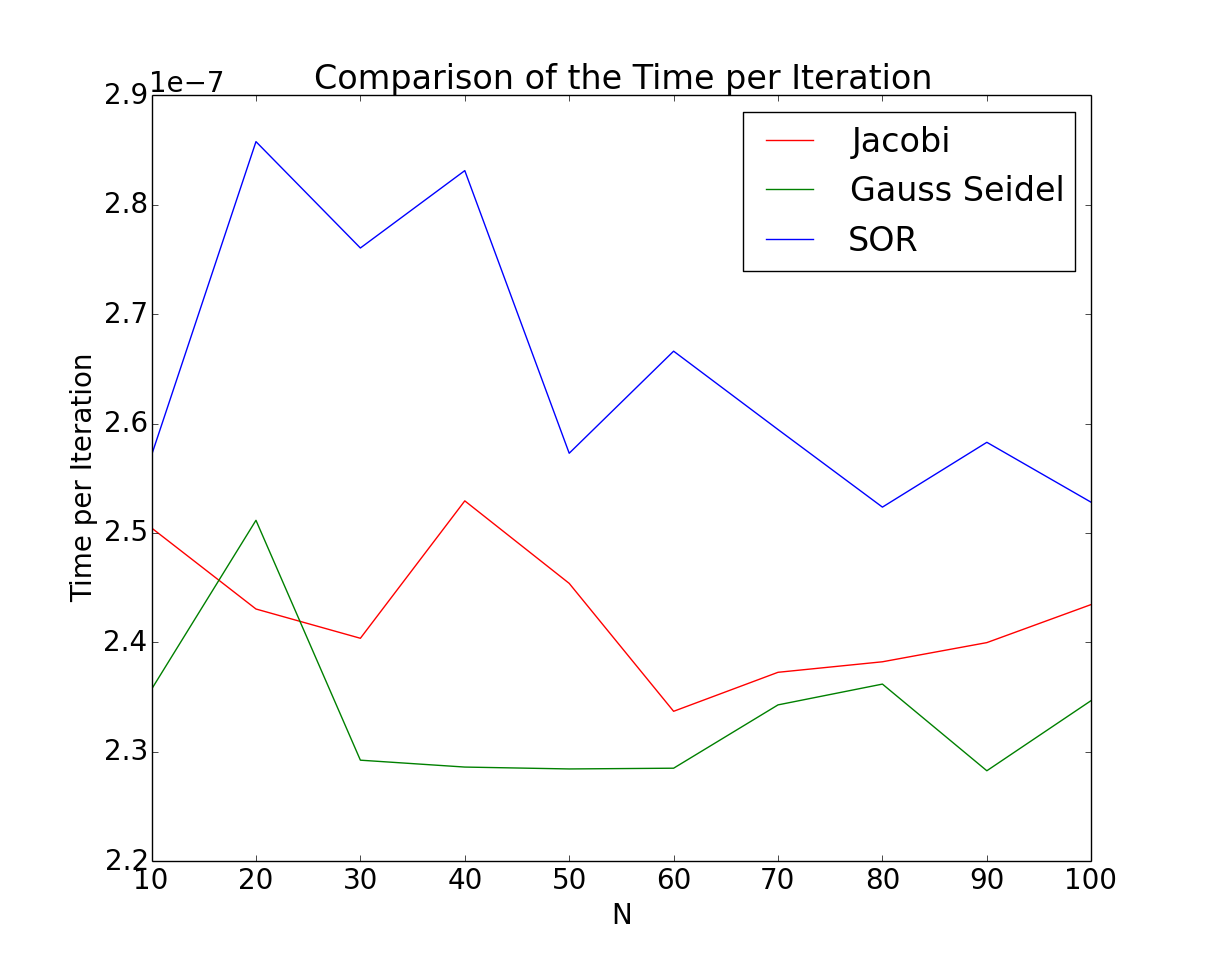 Comparison of the Time per Iteration
1e−7
2.9
2.8
2.7
2.6
2.5
2.4
2.3
2.2
Time per Iteration
Jacobi
Gauss Seidel
SOR
10 20 30 40 50 60 70 80 90 100
N